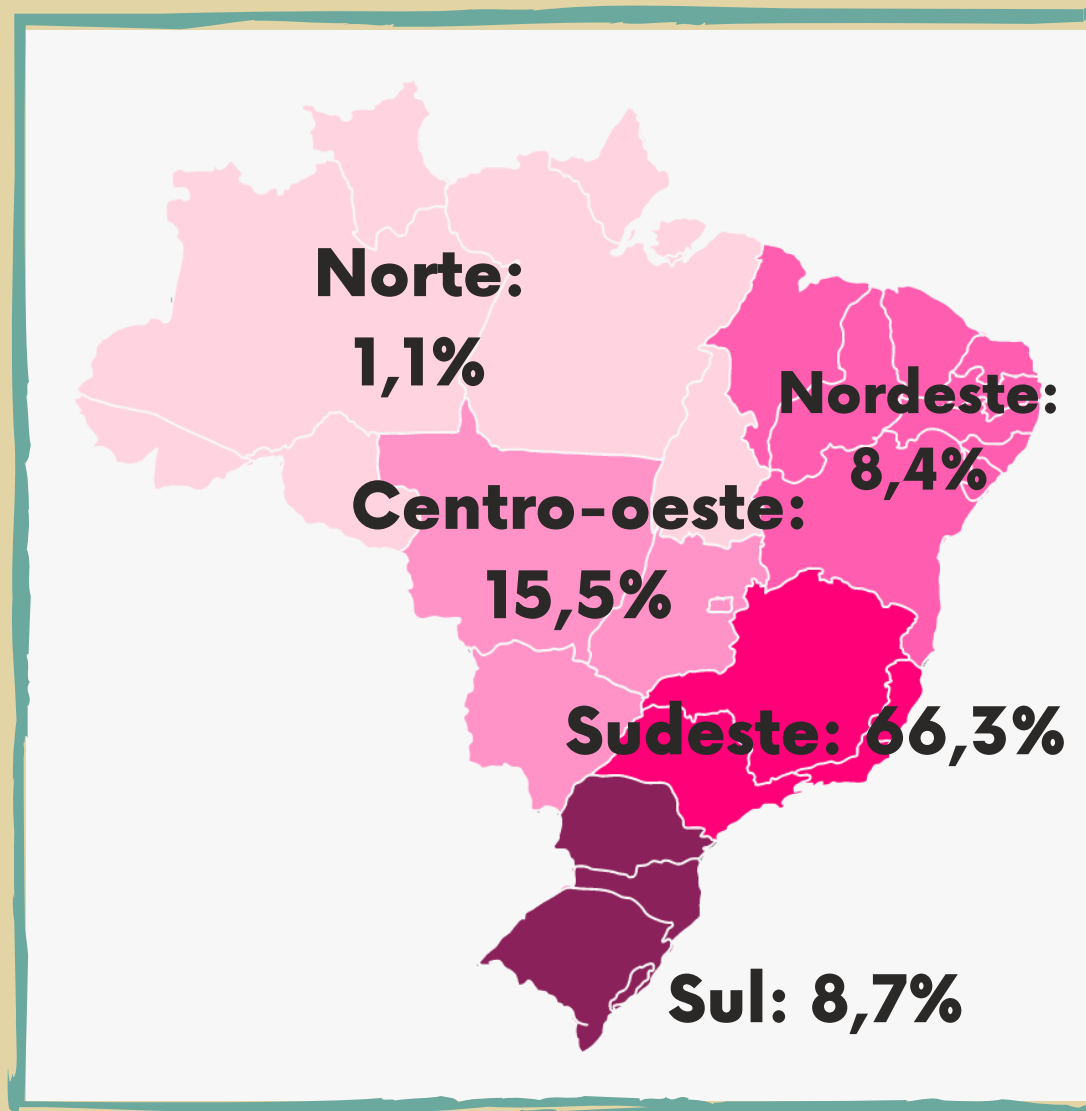 Norte:
1,1%
Nordeste:
8,4%
Centro-oeste:
15,5%
Sudeste: 66,3%
Sul: 8,7%